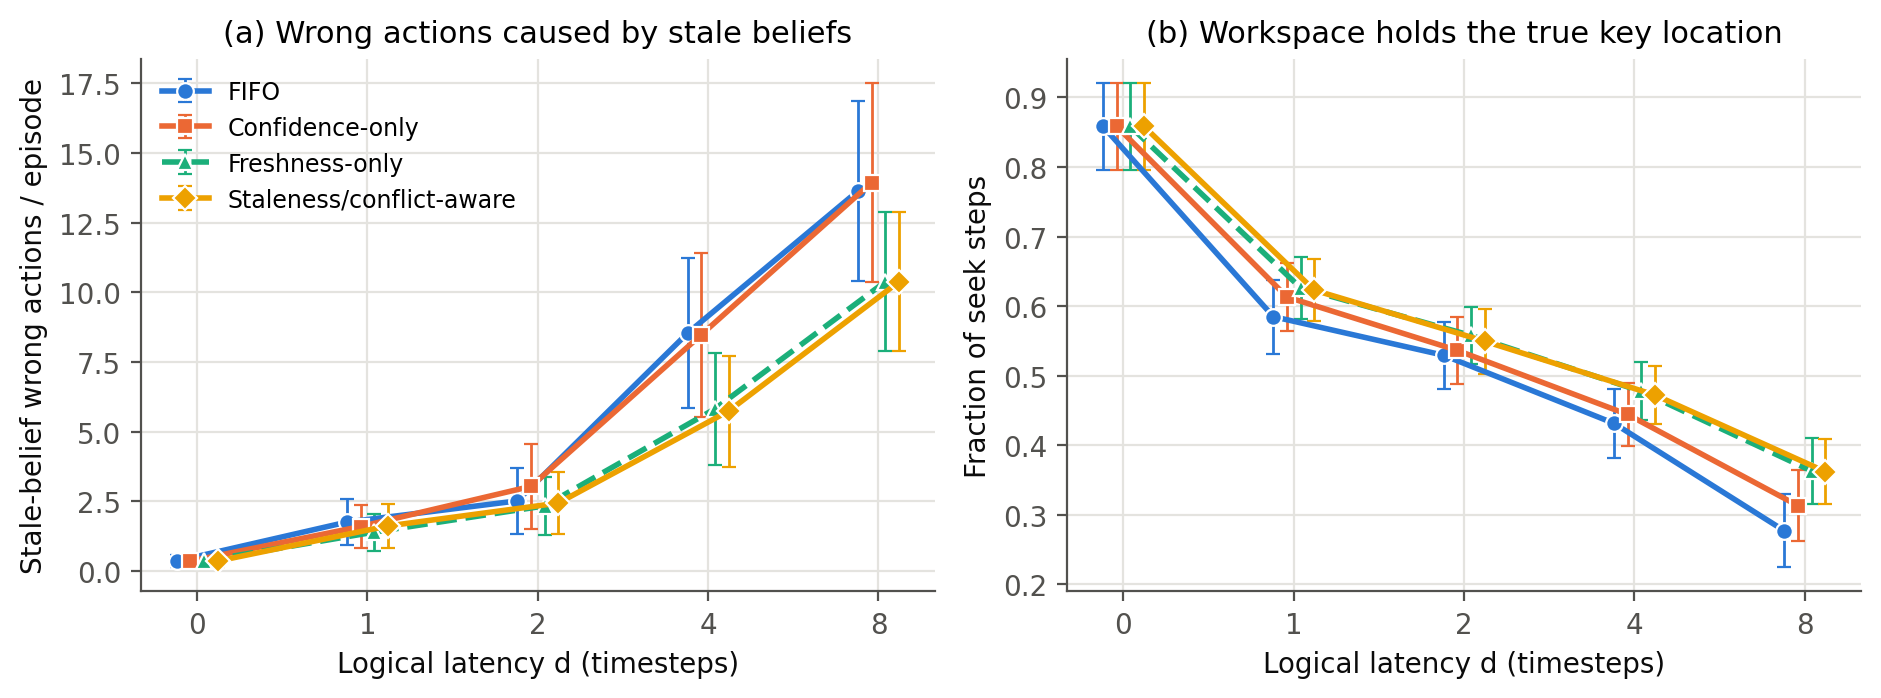 (a) Wrong actions caused by stale beliefs
Stale-belief wrong actions / episode
17.5
15.0
12.5
10.0
7.5
5.0
2.5
0.0
FIFO
Confidence-only
Freshness-only
Staleness/conflict-aware
0 1 2 4 8
Logical latency d (timesteps)
(b) Workspace holds the true key location
Fraction of seek steps
0.9
0.8
0.7
0.6
0.5
0.4
0.3
0.2
0 1 2 4 8
Logical latency d (timesteps)